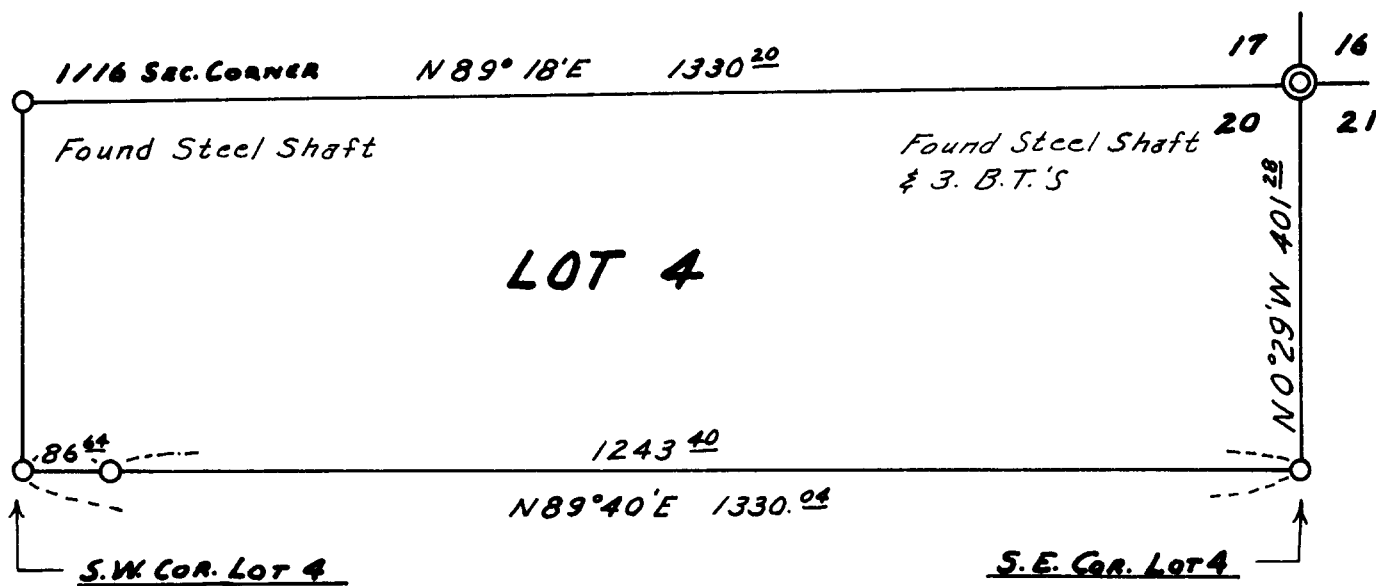 17 16
1/16 SEC. CORNER N 89° 18' E 1330 20
20 21
Found Steel Shaft
Found Steel Shaft
& 3. B.T.'S
N 0° 29' W 401 28
LOT 4
86 64
1243 40
N 89° 40' E 1330. 04
S.W. COR. LOT 4
S.E. COR. LOT 4